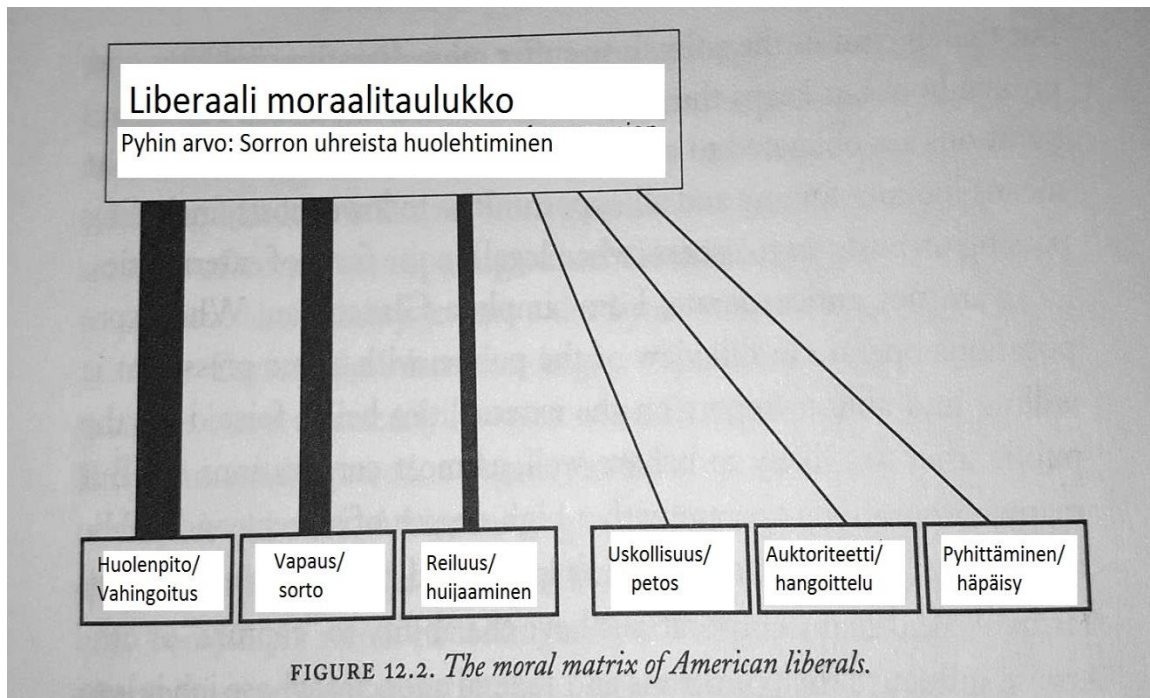 Liberaali moraalitaulukko
Pyhin arvo: Sorron uhreista huolehtiminen
Huolenpito/
Vahingoitus
Vapaus/
sorto
Reiluus/
huijaaminen
Uskollisuus/
petos
Auktoriteetti/
hangoittelu
Pyhittäminen/
häpäisy
FIGURE 12.2. The moral matrix of American liberals.